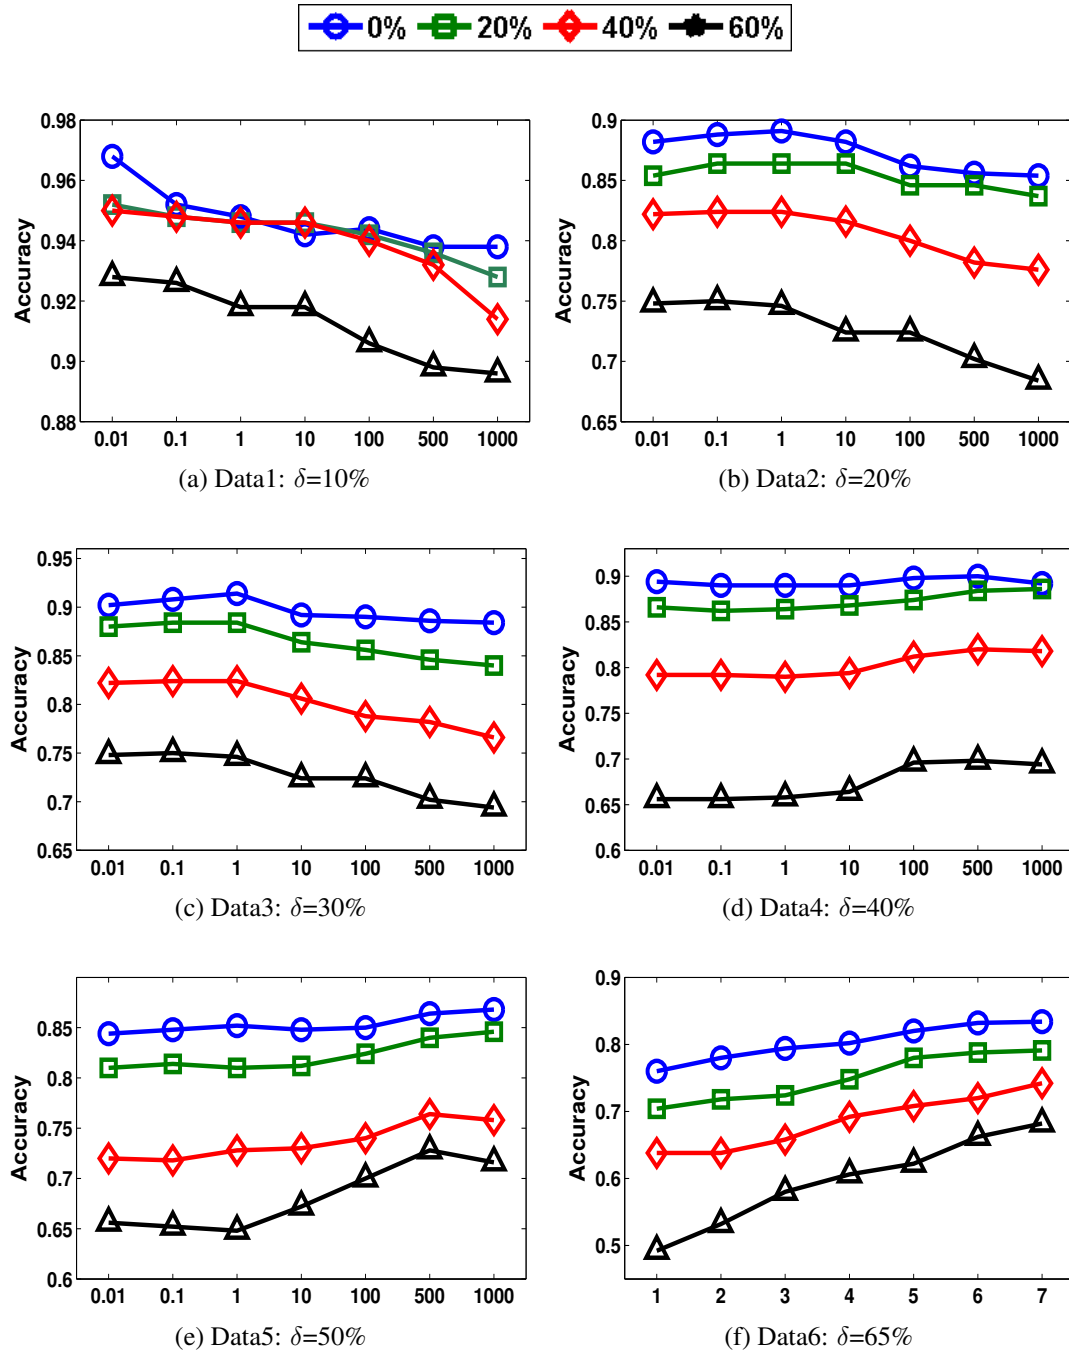 0% 20% 40% 60%
0.98 0.96 0.94 0.92 0.9 0.88
Accuracy
0.01 0.1 1 10 100 500 1000
(a) Data1: δ=10%
0.9 0.85 0.8 0.75 0.7 0.65
Accuracy
0.01 0.1 1 10 100 500 1000
(b) Data2: δ=20%
0.95 0.9 0.85 0.8 0.75 0.7 0.65
Accuracy
0.01 0.1 1 10 100 500 1000
(c) Data3: δ=30%
0.9 0.85 0.8 0.75 0.7 0.65 0.6
Accuracy
0.01 0.1 1 10 100 500 1000
(d) Data4: δ=40%
0.85 0.8 0.75 0.7 0.65 0.6
Accuracy
0.01 0.1 1 10 100 500 1000
(e) Data5: δ=50%
0.9 0.8 0.7 0.6 0.5
Accuracy
1 2 3 4 5 6 7
(f) Data6: δ=65%